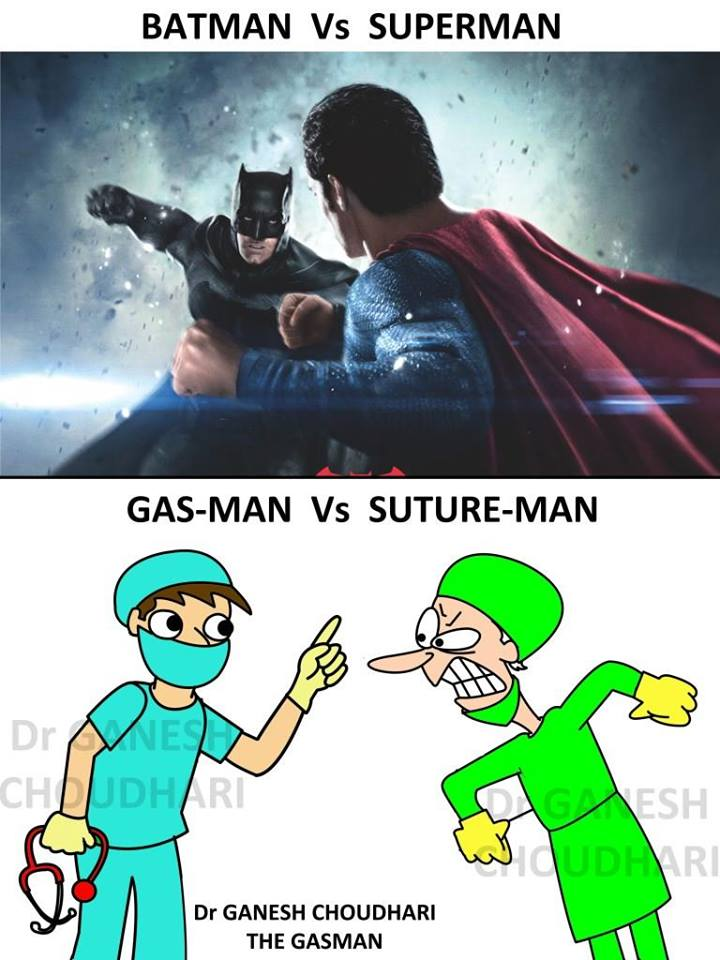 BATMAN Vs SUPERMAN
GAS-MAN Vs SUTURE-MAN
Dr GANESH
CHOUDHARI
Dr GANESH
CHOUDHARI
Dr GANESH CHOUDHARI
THE GASMAN